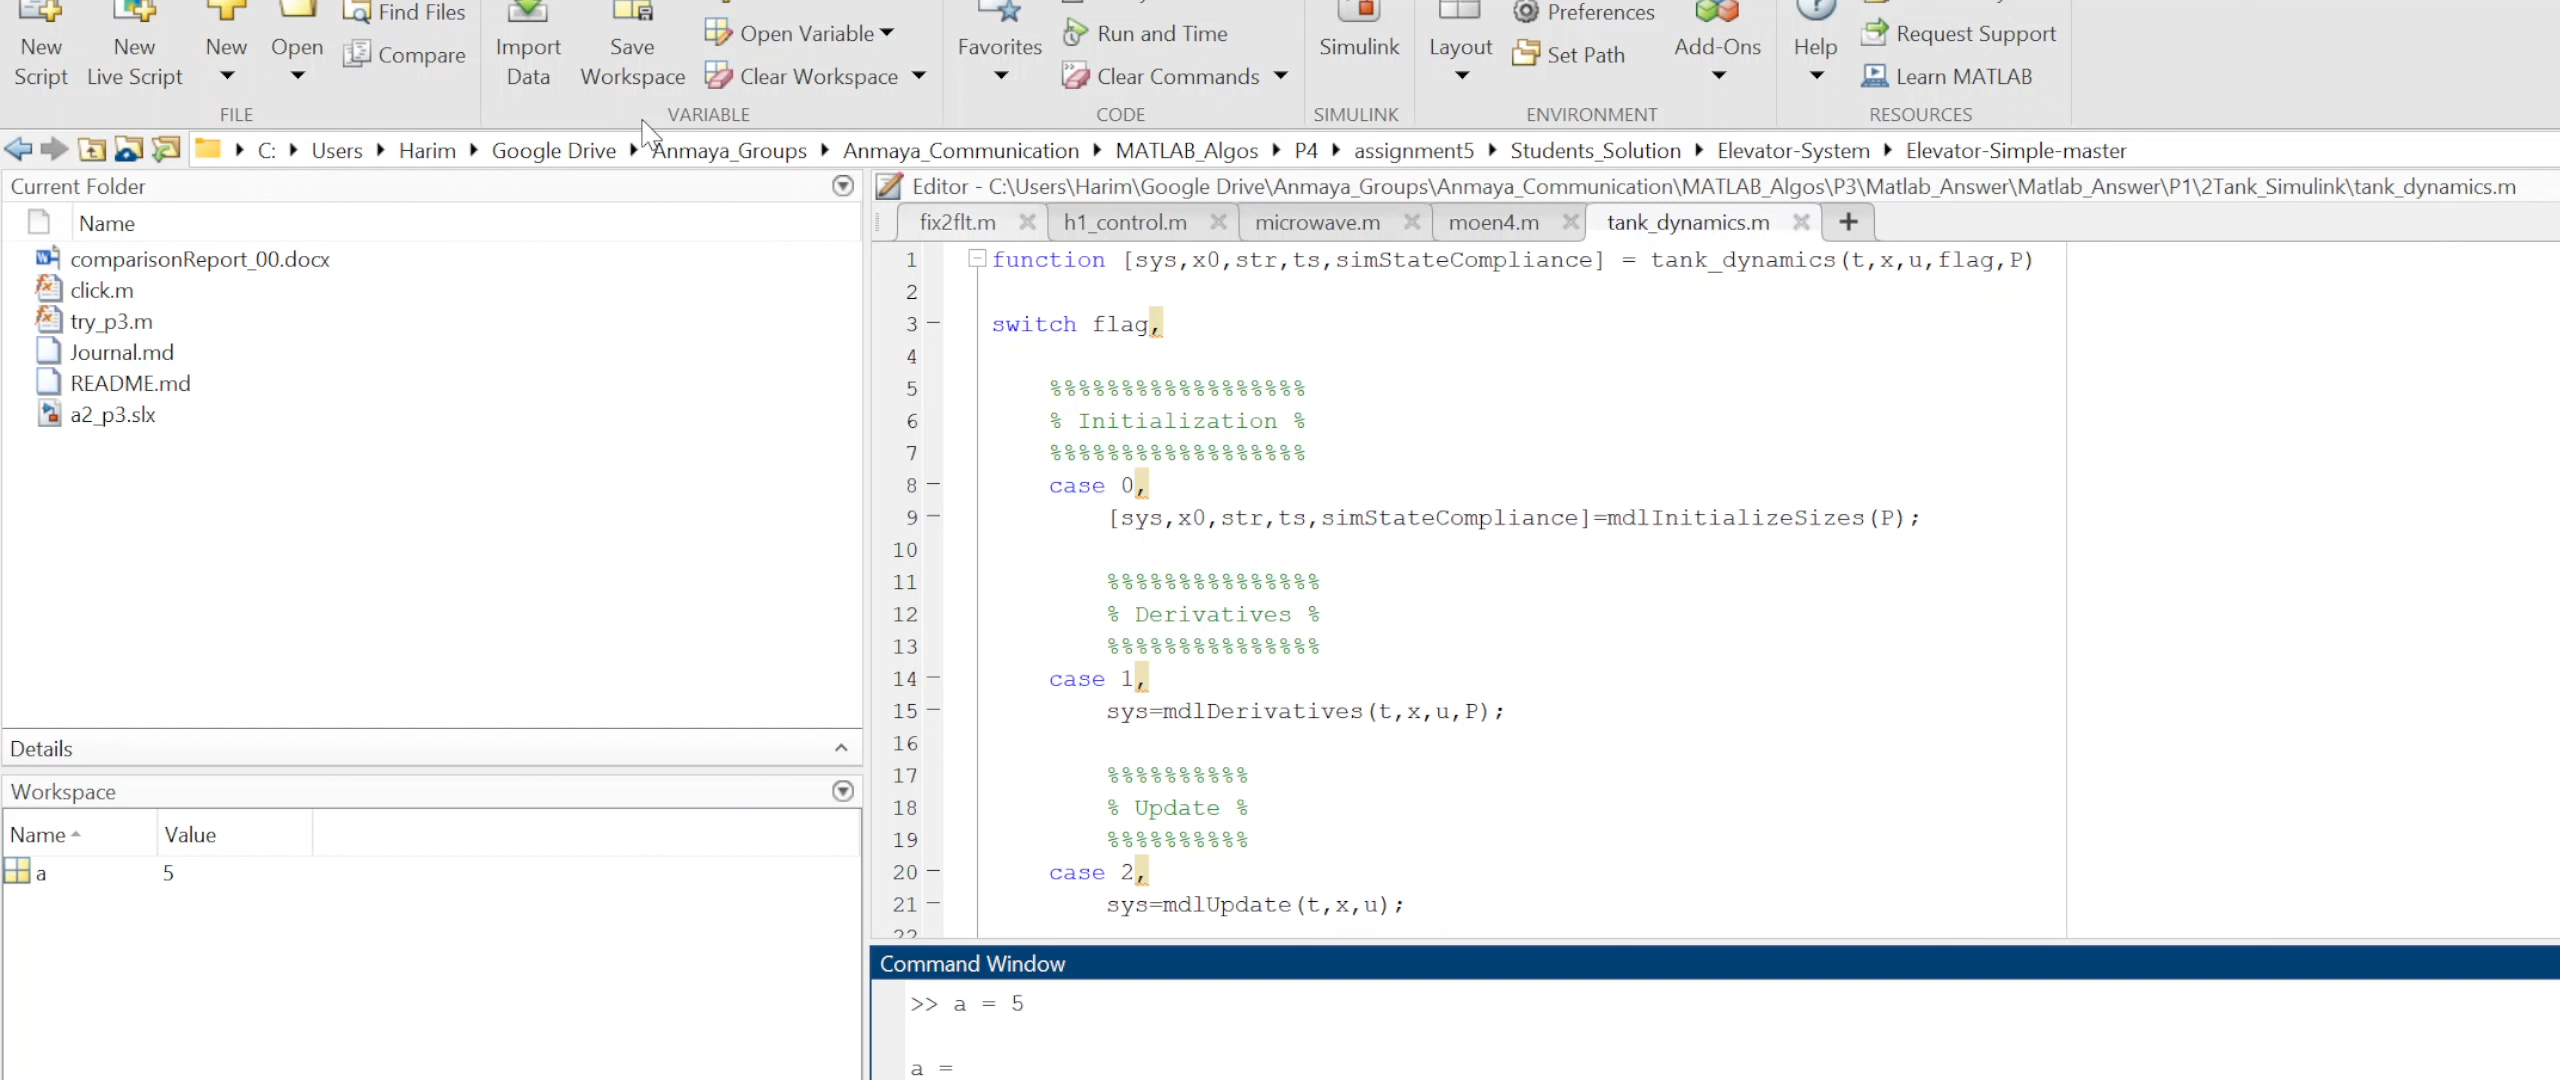 New Script
New Live Script
New
Open
Find Files
Compare
FILE
Import Data
Save Workspace
Open Variable
Clear Workspace
VARIABLE
Favorites
Run and Time
Clear Commands
CODE
Simulink
SIMULINK
Layout
Preferences
Set Path
Add-Ons
ENVIRONMENT
Help
Request Support
Learn MATLAB
RESOURCES
C: Users Harim Google Drive Anmaya_Groups Anmaya_Communication MATLAB_Algos P4 assignment5 Students_Solution Elevator-System Elevator-Simple-master
Current Folder
Name
comparisonReport_00.docx
click.m
try_p3.m
Journal.md
README.md
a2_p3.slx
Details
Workspace
Name Value
a 5
Editor - C:\Users\Harim\Google Drive\Anmaya_Groups\Anmaya_Communication\MATLAB_Algos\P3\Matlab_Answer\Matlab_Answer\P1\2Tank_Simulink\tank_dynamics.m
fix2flt.m h1_control.m microwave.m moen4.m tank_dynamics.m +
1 function [sys,x0,str,ts,simStateCompliance] = tank_dynamics(t,x,u,flag,P)
2
3 switch flag,
4
5 %%%%%%%%%%%%%%%%%%
6 % Initialization %
7 %%%%%%%%%%%%%%%%%%
8 case 0,
9 [sys,x0,str,ts,simStateCompliance]=mdlInitializeSizes(P);
10
11 %%%%%%%%%%%%%%%
12 % Derivatives %
13 %%%%%%%%%%%%%%%
14 case 1,
15 sys=mdlDerivatives(t,x,u,P);
16
17 %%%%%%%%%%
18 % Update %
19 %%%%%%%%%%
20 case 2,
21 sys=mdlUpdate(t,x,u);
22
Command Window
>> a = 5
a =